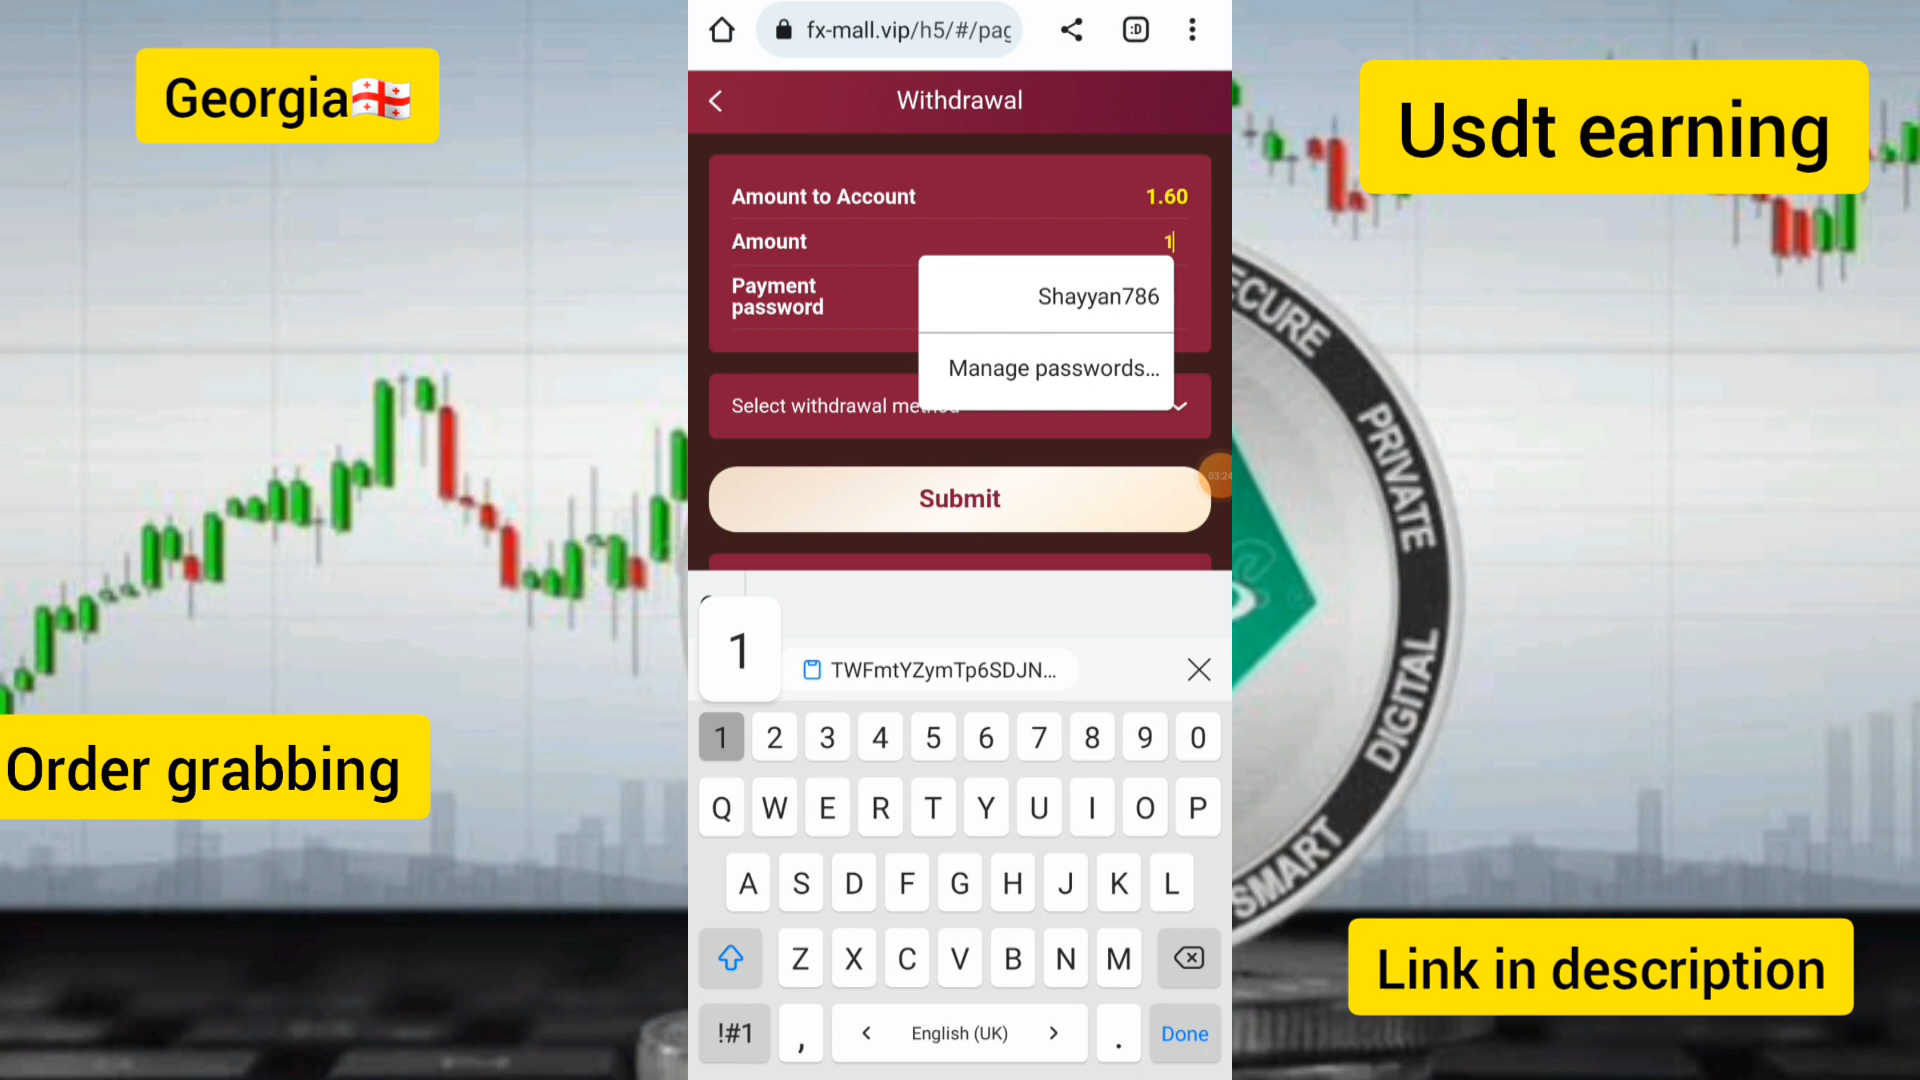 Georgia🇬🇪
Usdt earning
Order grabbing
Link in description
fx-mall.vip/h5/#/pag
:D
Withdrawal
Amount to Account 1.60
Amount 1
Payment
password
Shayyan786
Manage passwords...
Select withdrawal me
03:24
Submit
1
TWFmtYZymTp6SDJN...
1 2 3 4 5 6 7 8 9 0
Q W E R T Y U I O P
A S D F G H J K L
Z X C V B N M
!#1 , < English (UK) > . Done
SECURE
PRIVATE
DIGITAL
SMART